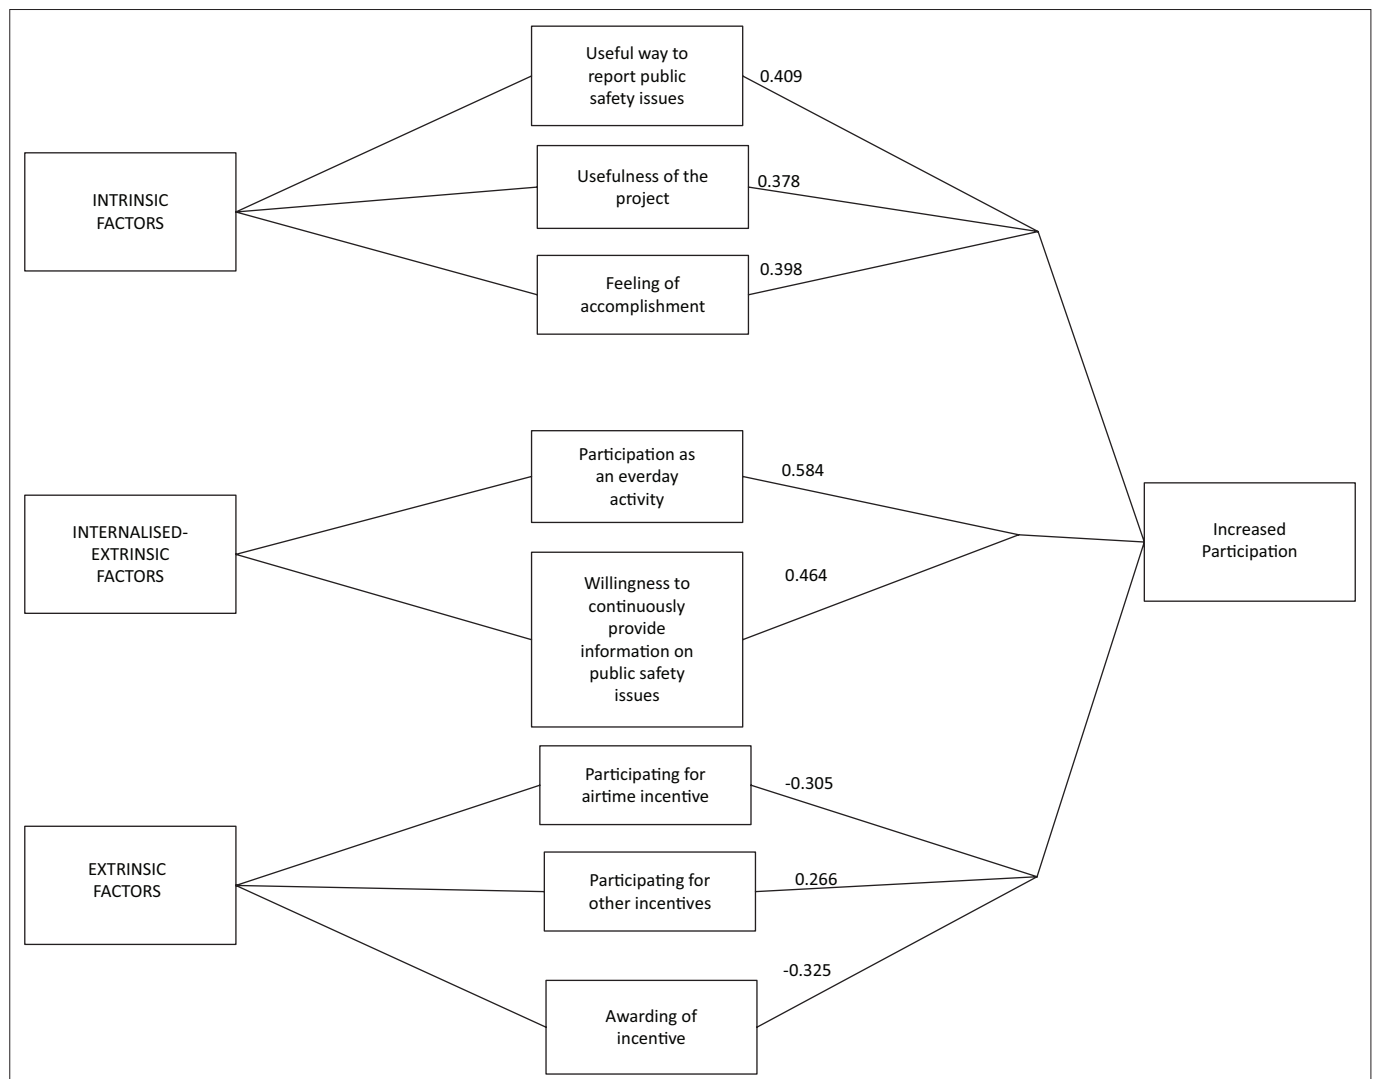 Useful way to
report public
safety issues
0.409
INTRINSIC
FACTORS
Usefulness of the
project
0.378
Feeling of
accomplishment
0.398
Participation as
an everday
activity
0.584
INTERNALISED-
EXTRINSIC
FACTORS
Willingness to
continuously
provide
information on
public safety
issues
0.464
Increased
Participation
Participating for
airtime incentive
-0.305
EXTRINSIC
FACTORS
Participating for
other incentives
0.266
Awarding of
incentive
-0.325